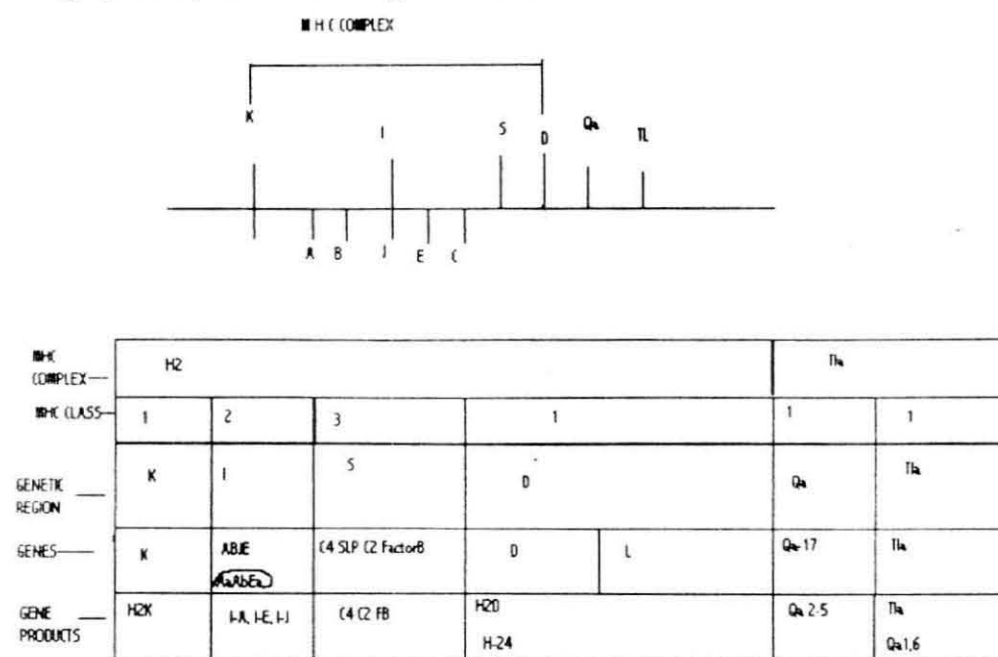 MHC COMPLEX
K I S D Qa TL
A B J E C
MHC COMPLEX H2 Tla
MHC CLASS 1 2 3 1 1 1
GENETIC REGION K I S D Qa Tla
GENES K ABJE C4 SLP C2 FactorB D L Qa-17 Tla
AaAbEa
GENE PRODUCTS H2K I-A, I-E, I-J C4 C2 FB H2D Qa 2-5 Tla
H-24 Qa1,6